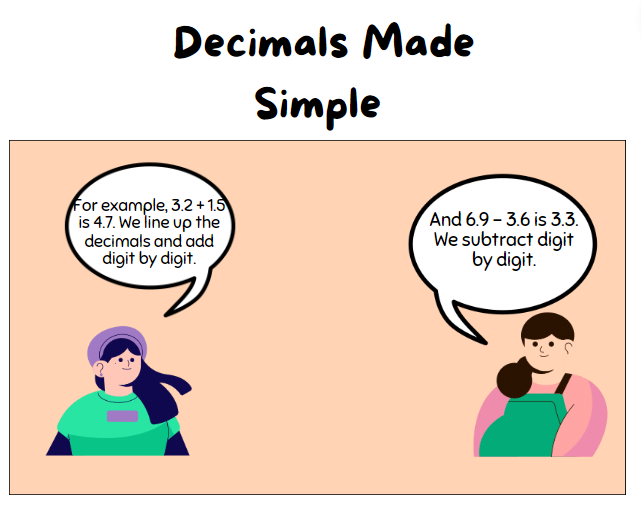 Decimals Made
Simple
For example, 3.2 + 1.5
is 4.7. We line up the
decimals and add
digit by digit.
And 6.9 – 3.6 is 3.3.
We subtract digit
by digit.